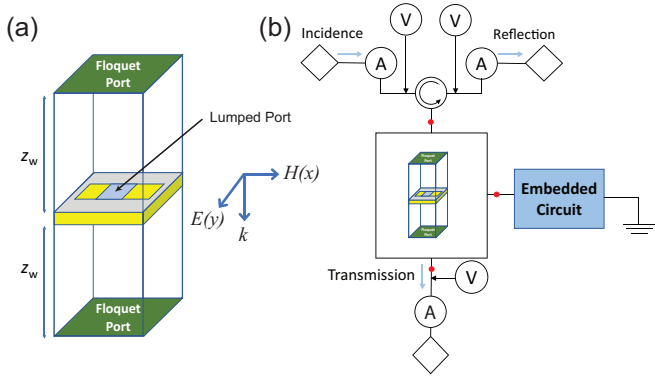 (a)
Floquet
Port
Lumped Port
z_w
H(x)
E(y)
k
z_w
Floquet
Port
(b)
V
V
Incidence
Reflection
A
A
Floquet
Port
Embedded
Circuit
Floquet
Port
Transmission
V
A